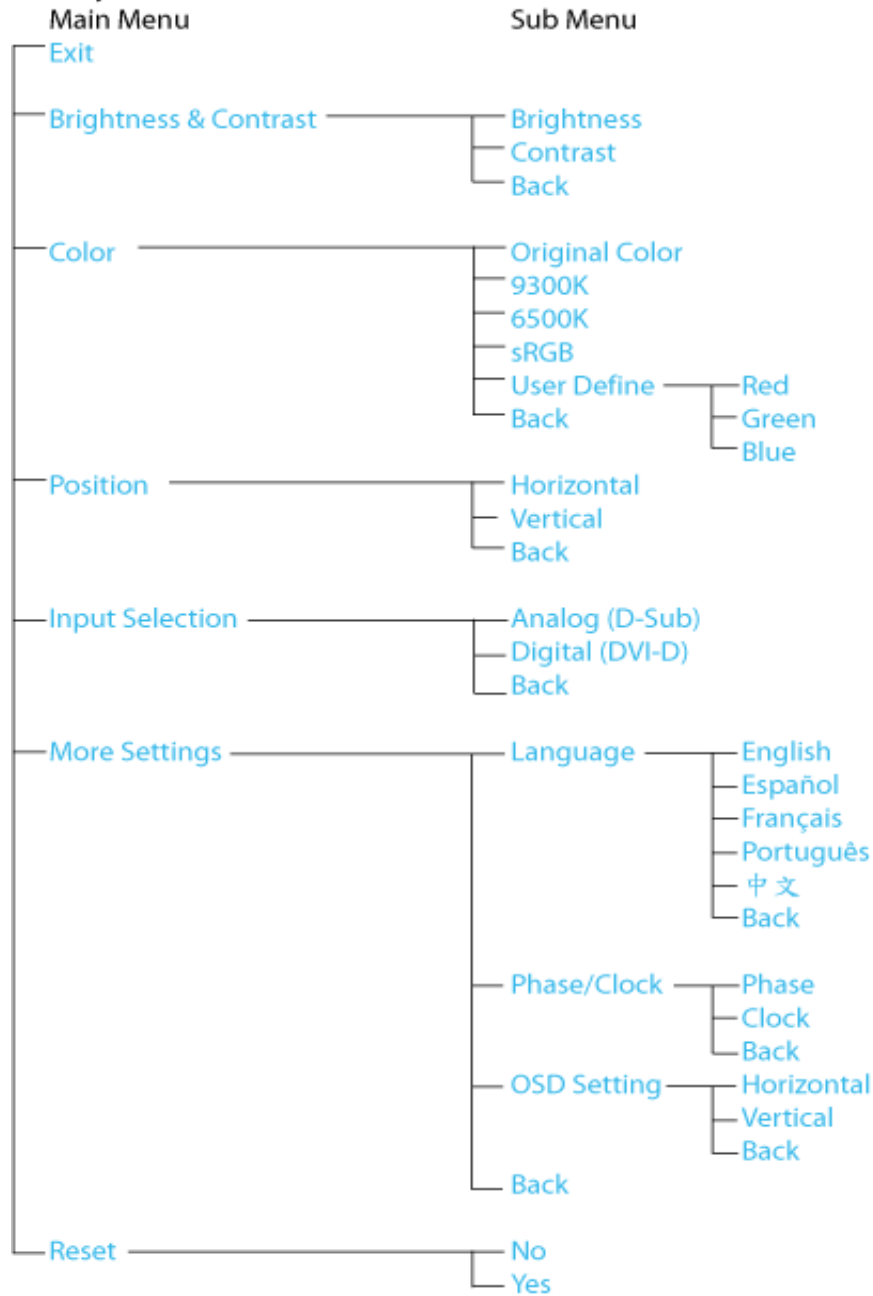 Main Menu Sub Menu
Exit
Brightness & Contrast Brightness
Contrast
Back
Color Original Color
9300K
6500K
sRGB
User Define Red
Back Green
Blue
Position Horizontal
Vertical
Back
Input Selection Analog (D-Sub)
Digital (DVI-D)
Back
More Settings Language English
Español
Français
Português
中文
Back
Phase/Clock Phase
Clock
Back
OSD Setting Horizontal
Vertical
Back
Back
Reset No
Yes